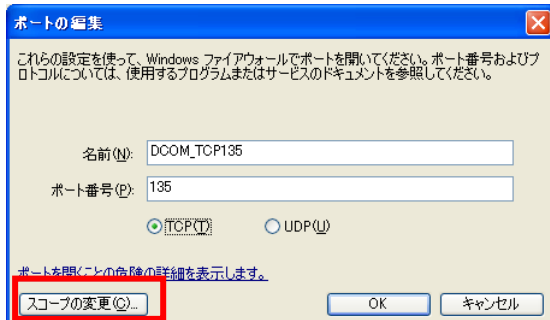 ポートの編集
これらの設定を使って、Windows ファイアウォールでポートを開いてください。ポート番号およびプ
ロトコルについては、使用するプログラムまたはサービスのドキュメントを参照してください。
名前(N): DCOM_TCP135
ポート番号(P): 135
TCP(T) UDP(U)
ポートを開くことの危険の詳細を表示します。
スコープの変更(C)... OK キャンセル